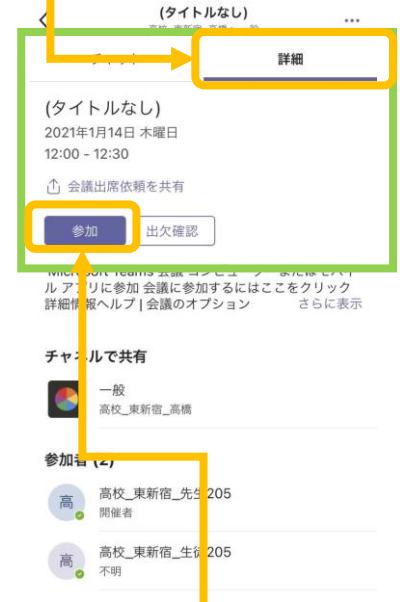 (タイトルなし)
詳細
(タイトルなし)
2021年1月14日 木曜日
12:00 - 12:30
会議出席依頼を共有
参加
出欠確認
Microsoft Teams 会議 コンピューター またはモバイ
ル アプリに参加 会議に参加するにはここをクリック
詳細情報ヘルプ | 会議のオプション さらに表示
チャネルで共有
一般
高校_東新宿_高橋
参加者 (2)
高
高校_東新宿_先生205
開催者
高
高校_東新宿_生徒205
不明